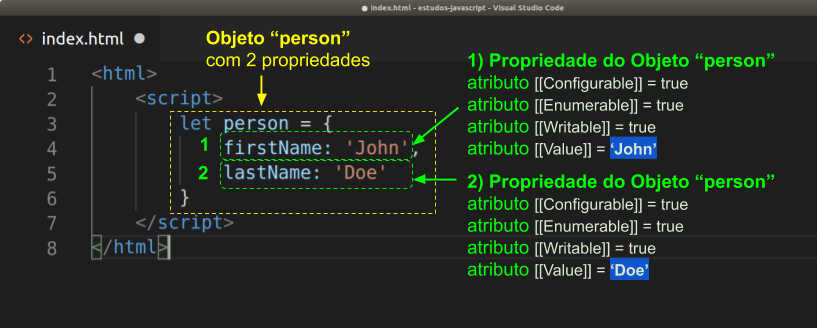 ● index.html - estudos-javascript - Visual Studio Code
<> index.html ●
Objeto “person”
com 2 propriedades
1 <html>
2 <script>
3 let person = {
4 1 firstName: 'John',
5 2 lastName: 'Doe'
6 }
7 </script>
8 </html>
1) Propriedade do Objeto “person”
atributo [[Configurable]] = true
atributo [[Enumerable]] = true
atributo [[Writable]] = true
atributo [[Value]] = ‘John’
2) Propriedade do Objeto “person”
atributo [[Configurable]] = true
atributo [[Enumerable]] = true
atributo [[Writable]] = true
atributo [[Value]] = ‘Doe’